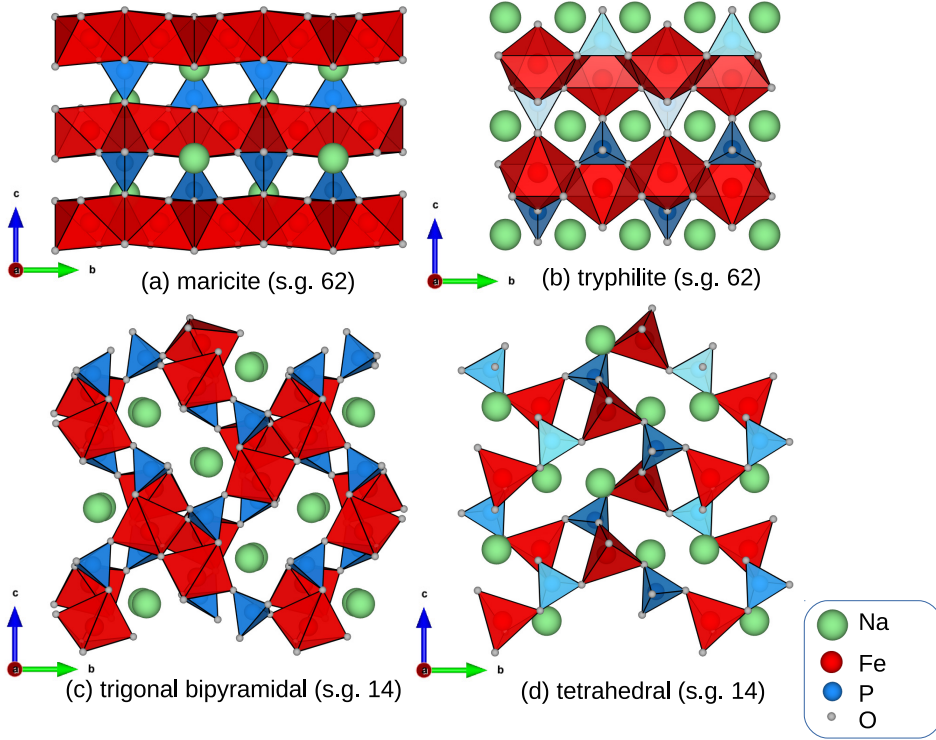 c
a
b
(a) maricite (s.g. 62)
c
a
b
(b) tryphilite (s.g. 62)
c
a
b
(c) trigonal bipyramidal (s.g. 14)
c
a
b
(d) tetrahedral (s.g. 14)
Na
Fe
P
O